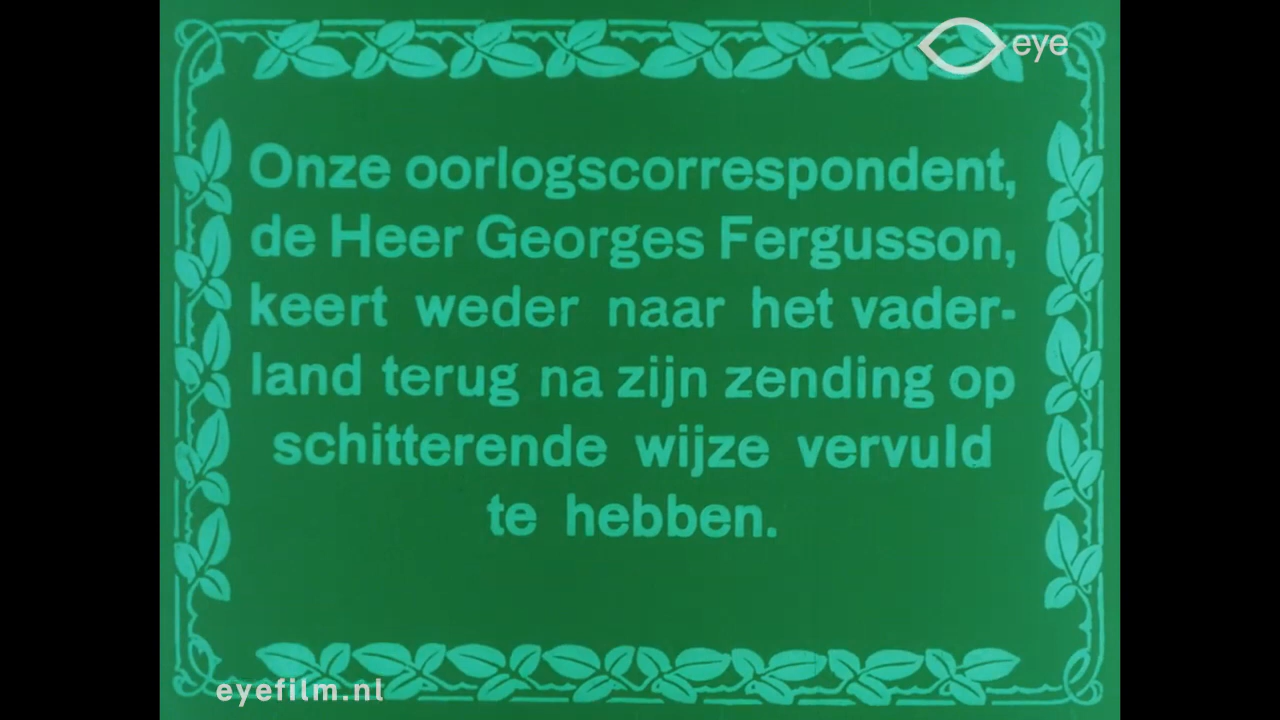 eye
Onze oorlogscorrespondent,
de Heer Georges Fergusson,
keert weder naar het vader-
land terug na zijn zending op
schitterende wijze vervuld
te hebben.
eyefilm.nl